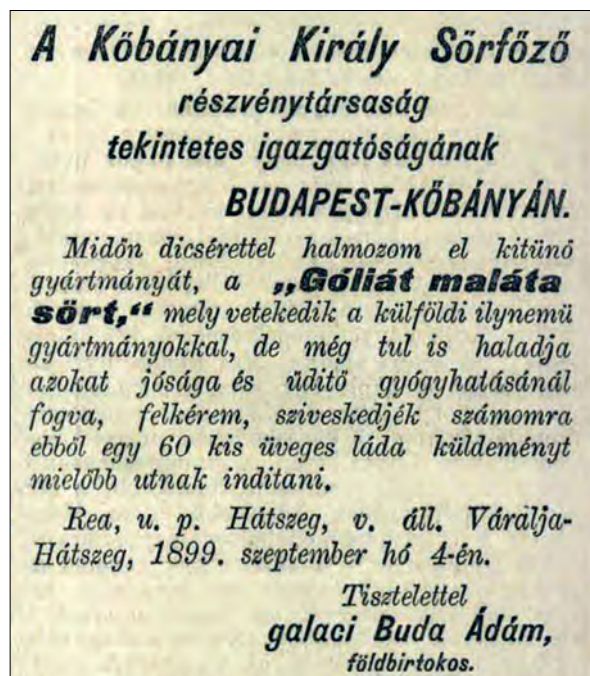 A Kőbányai Király Sörfőző
részvénytársaság
tekintetes igazgatóságának
BUDAPEST-KŐBÁNYÁN.
Midőn dicsérettel halmozom el kitünő
gyártmányát, a „Góliát maláta
sört,“ mely vetekedik a külföldi ilynemü
gyártmányokkal, de még tul is haladja
azokat jósága és üditő gyógyhatásánál
fogva, felkérem, sziveskedjék számomra
ebből egy 60 kis üveges láda küldeményt
mielőbb utnak inditani.
Rea, u. p. Hátszeg, v. áll. Váralja-
Hátszeg, 1899. szeptember hó 4-én.
Tisztelettel
galaci Buda Ádám,
földbirtokos.